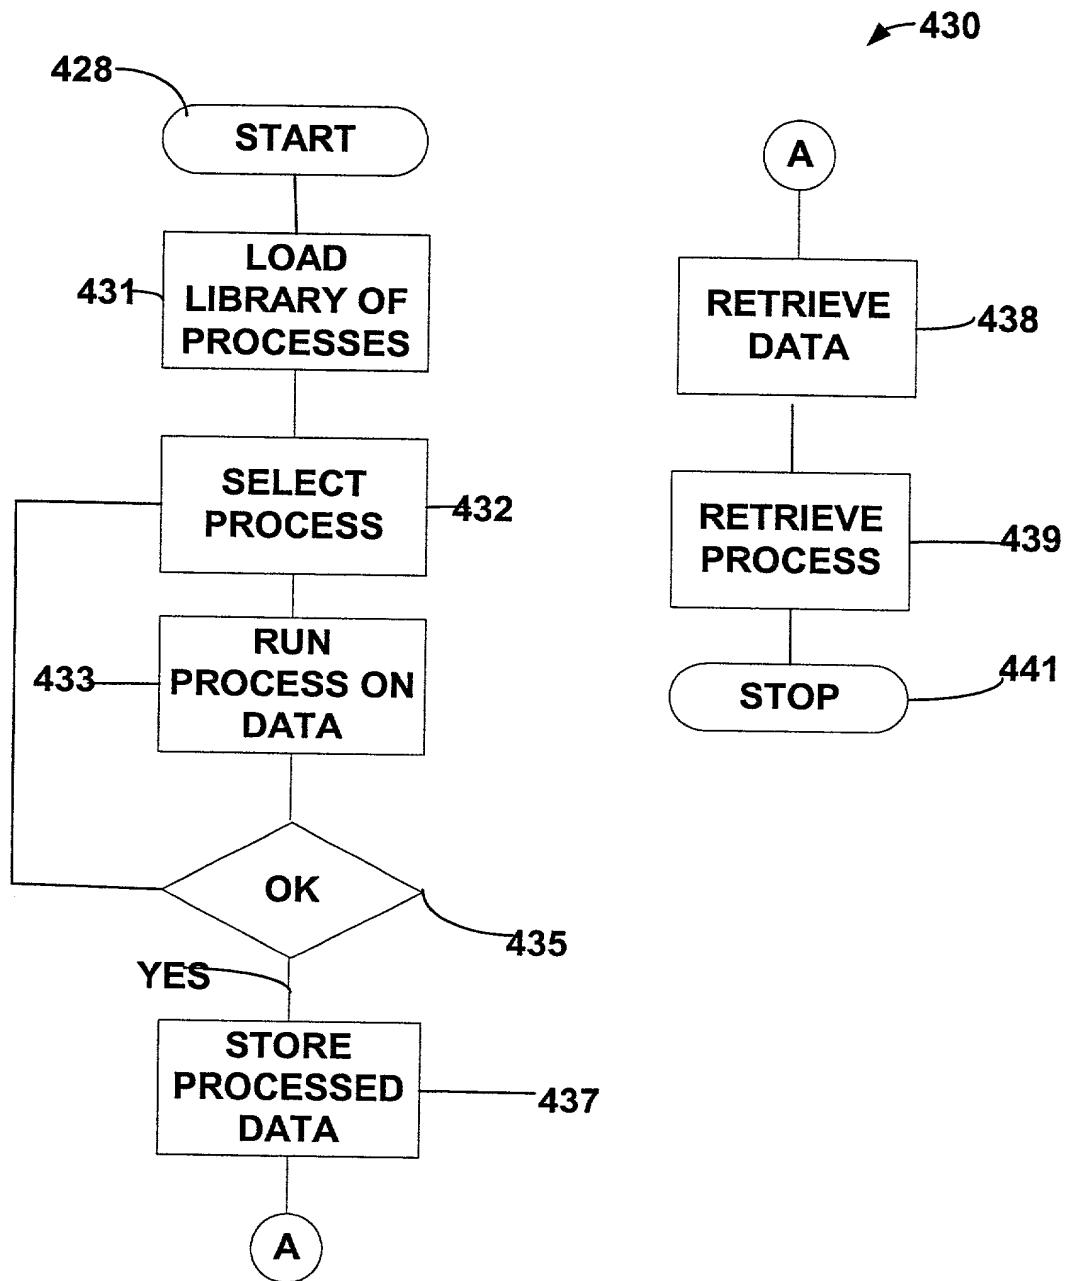 430
428
START
LOAD
LIBRARY OF
PROCESSES
431
SELECT
PROCESS
432
RUN
PROCESS ON
DATA
433
OK
435
YES
STORE
PROCESSED
DATA
437
A
A
RETRIEVE
DATA
438
RETRIEVE
PROCESS
439
STOP
441